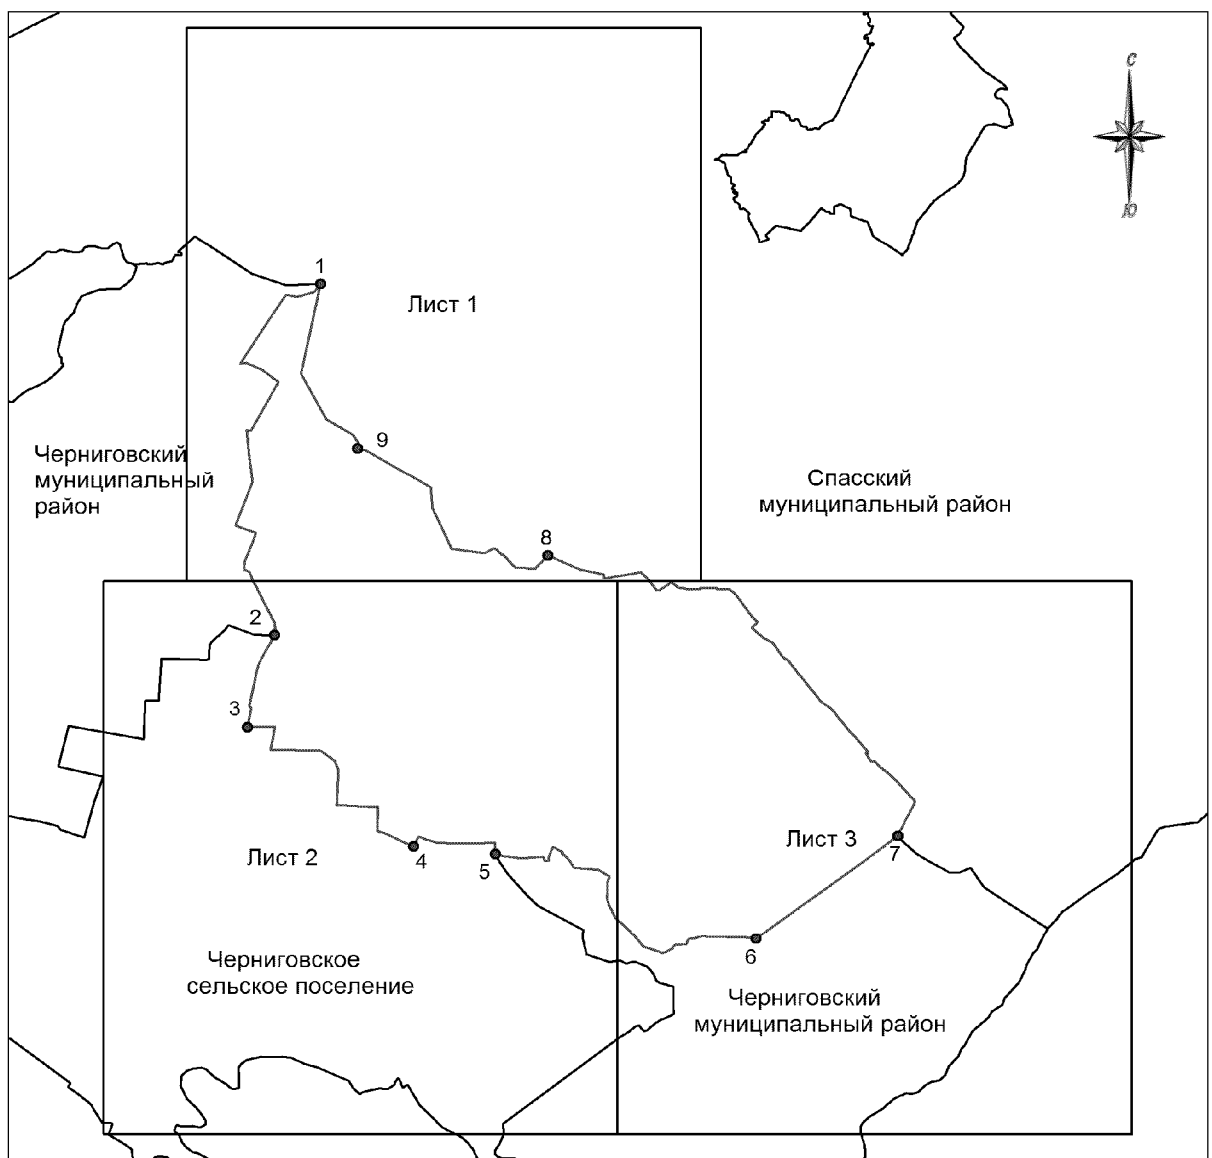 С
Ю
1
Лист 1
9
Черниговский
муниципальный
район
Спасский
муниципальный район
8
2
3
Лист 2
4
5
Лист 3
7
6
Черниговское
сельское поселение
Черниговский
муниципальный район